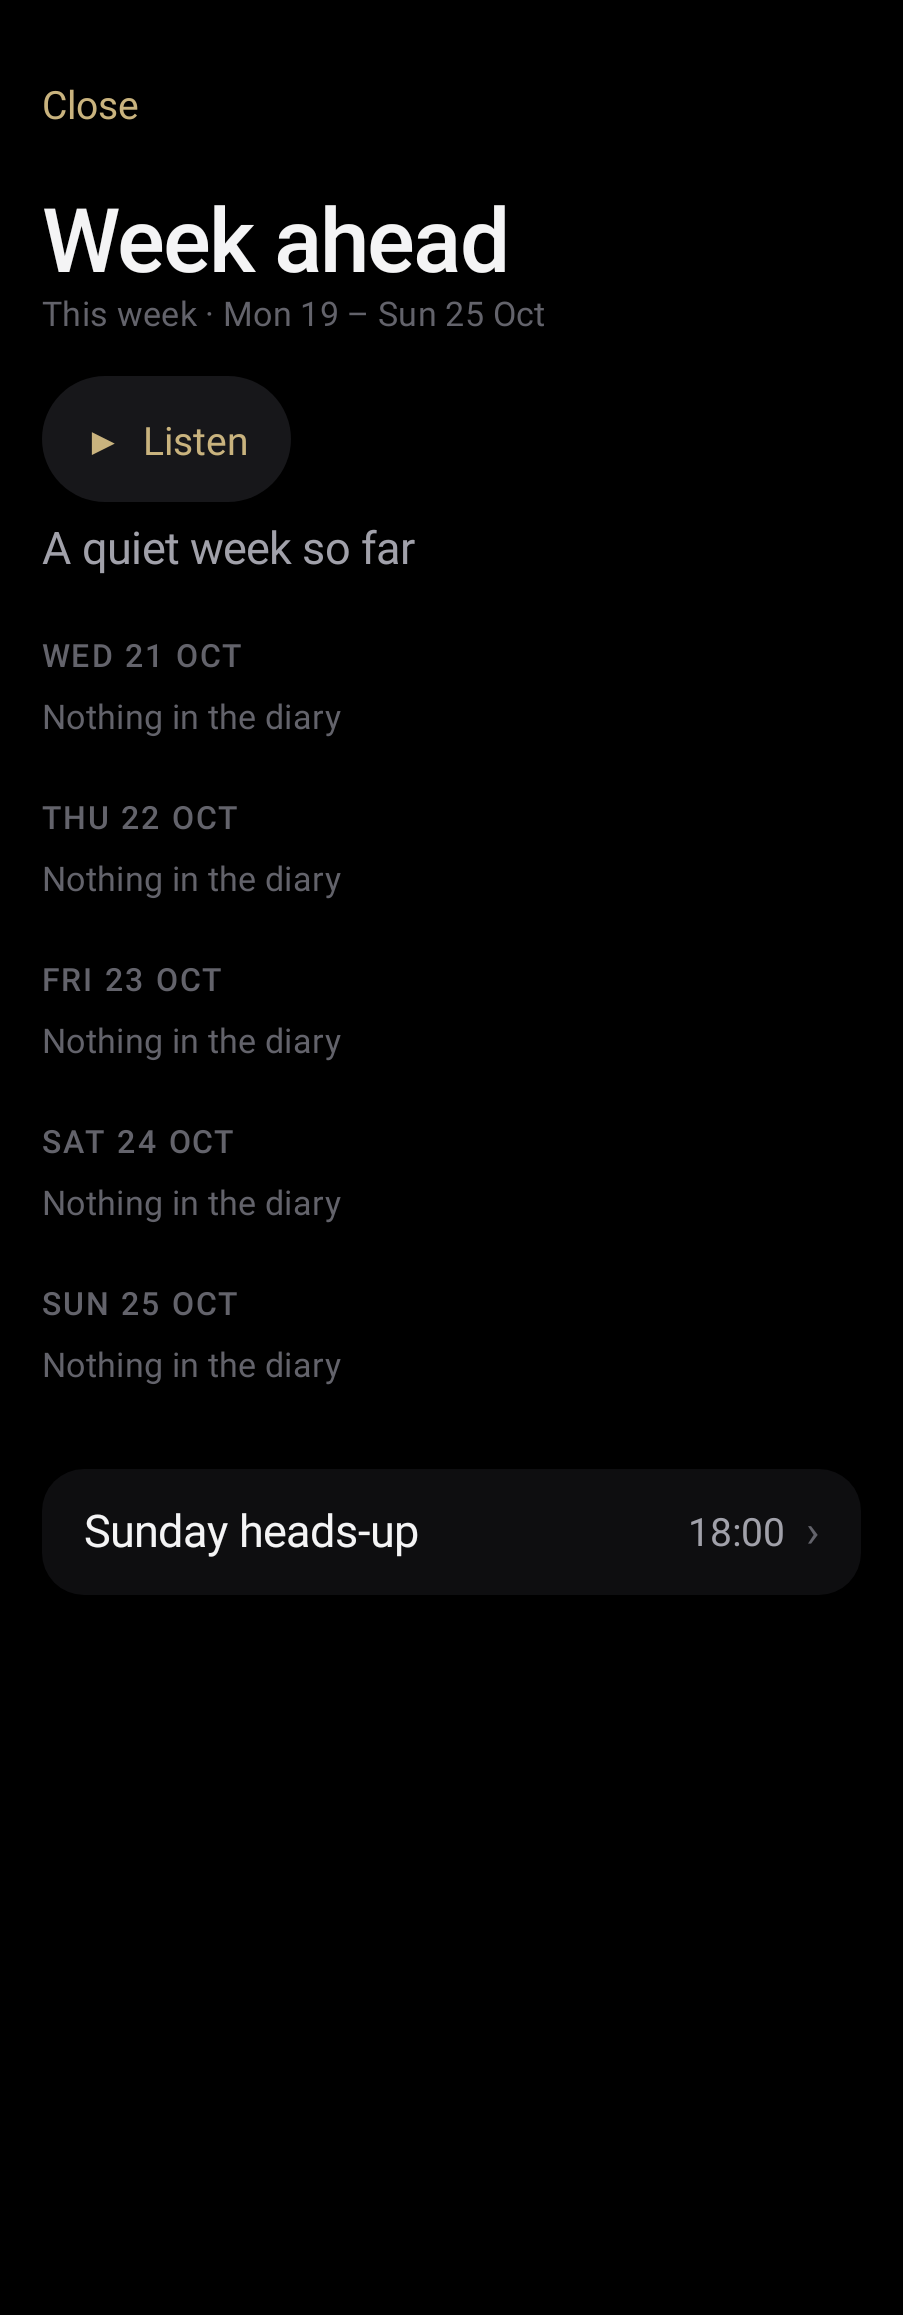 Close
Week ahead
This week · Mon 19 – Sun 25 Oct
▶ Listen
A quiet week so far
WED 21 OCT
Nothing in the diary
THU 22 OCT
Nothing in the diary
FRI 23 OCT
Nothing in the diary
SAT 24 OCT
Nothing in the diary
SUN 25 OCT
Nothing in the diary
Sunday heads-up 18:00 ›